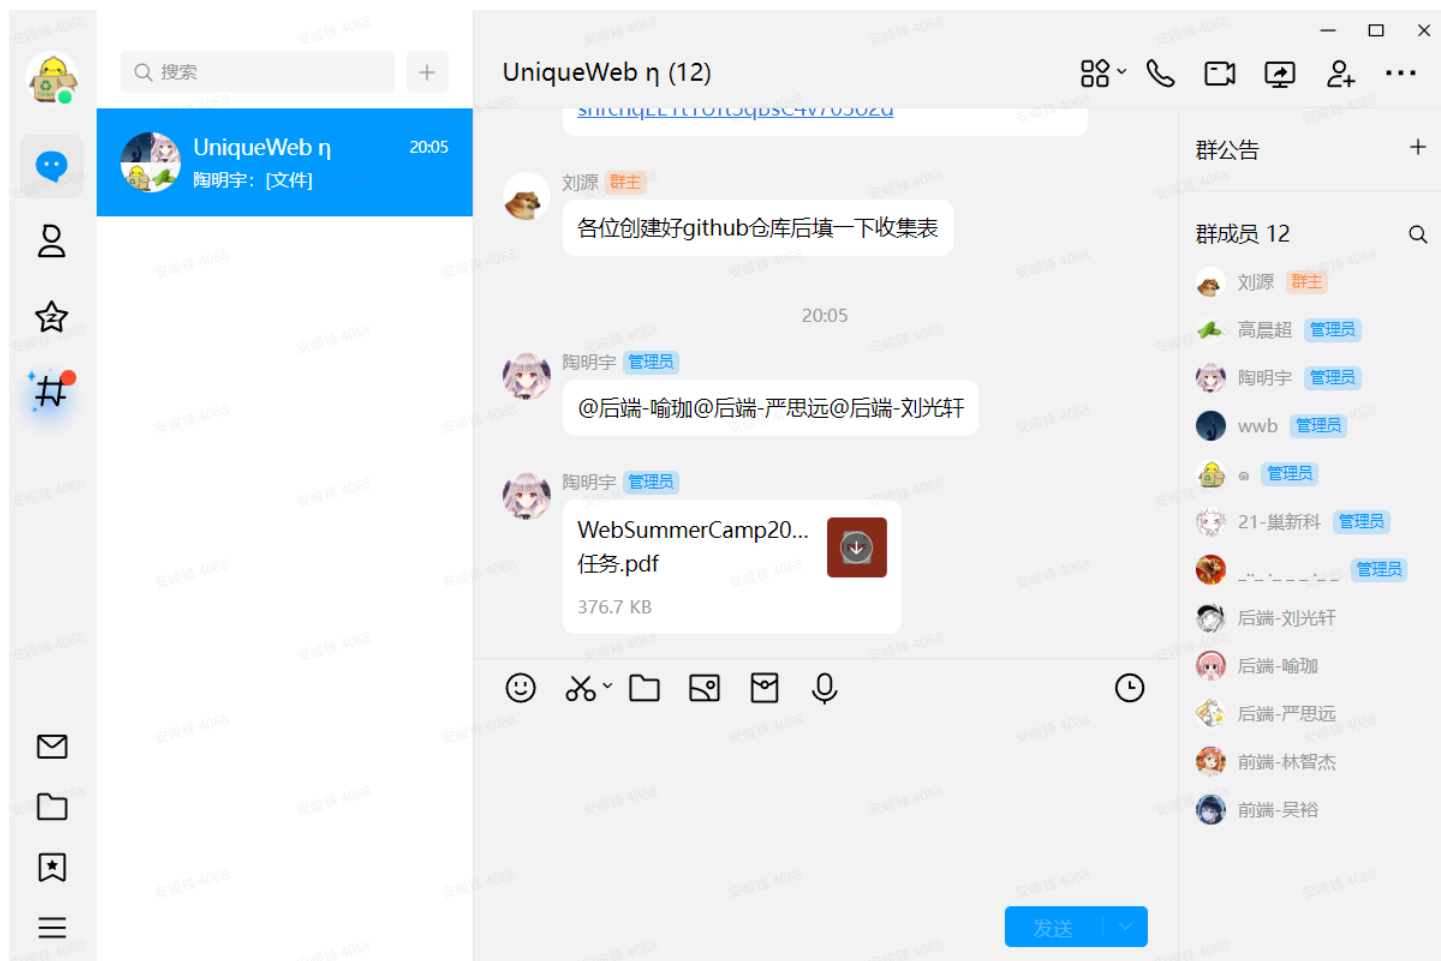 搜索
UniqueWeb η
20:05
陶明宇：[文件]
UniqueWeb η (12)
刘源 群主
各位创建好github仓库后填一下收集表
20:05
陶明宇 管理员
@后端-喻珈@后端-严思远@后端-刘光轩
陶明宇 管理员
WebSummerCamp20...
任务.pdf
376.7 KB
发送
群公告
群成员 12
刘源 群主
高晨超 管理员
陶明宇 管理员
wwb 管理员
管理员
21-巢新科 管理员
_.._ ._ _ _ ._ _ 管理员
后端-刘光轩
后端-喻珈
后端-严思远
前端-林智杰
前端-吴裕
安峻锋 4068